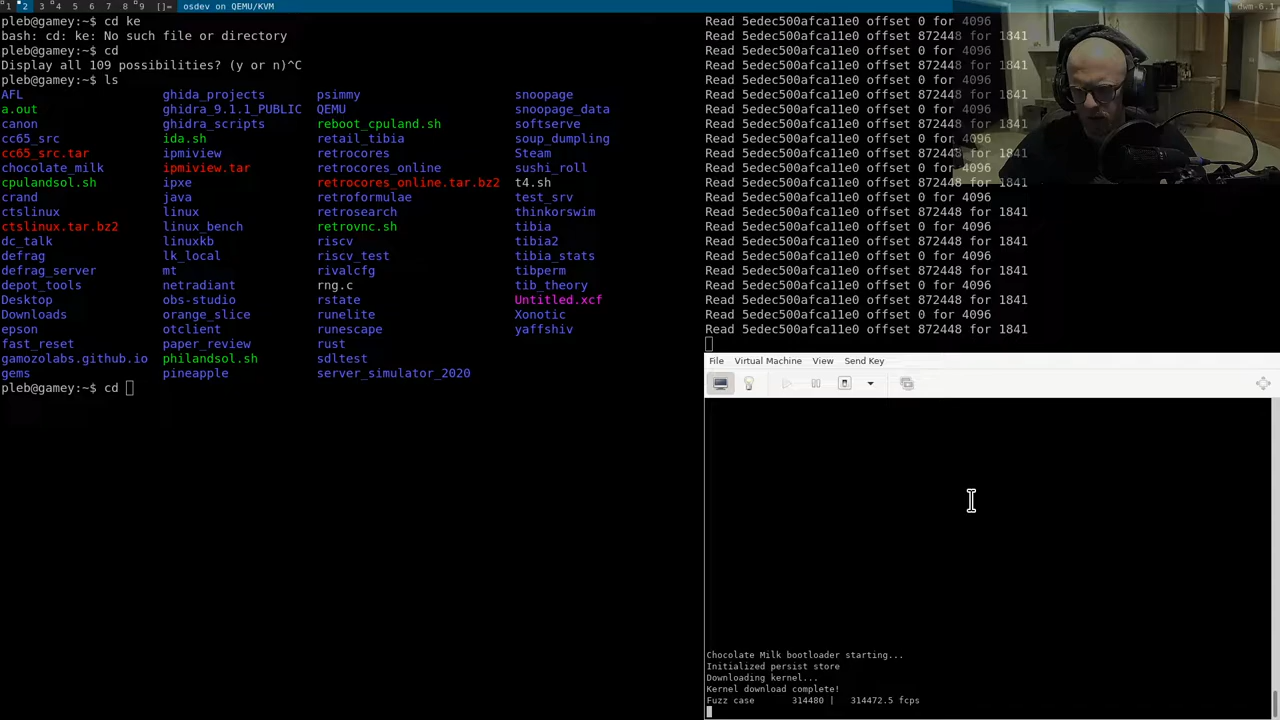 1 2 3 4 5 6 7 8 9 []= osdev on QEMU/KVM dwm-6.1
pleb@gamey:~$ cd ke
bash: cd: ke: No such file or directory
pleb@gamey:~$ cd
Display all 109 possibilities? (y or n)^C
pleb@gamey:~$ ls
AFL ghida_projects psimmy snoopage
a.out ghidra_9.1.1_PUBLIC QEMU snoopage_data
canon ghidra_scripts reboot_cpuland.sh softserve
cc65_src ida.sh retail_tibia soup_dumpling
cc65_src.tar ipmiview retrocores Steam
chocolate_milk ipmiview.tar retrocores_online sushi_roll
cpulandsol.sh ipxe retrocores_online.tar.bz2 t4.sh
crand java retroformulae test_srv
ctslinux linux retrosearch thinkorswim
ctslinux.tar.bz2 linux_bench retrovnc.sh tibia
dc_talk linuxkb riscv tibia2
defrag lk_local riscv_test tibia_stats
defrag_server mt rivalcfg tibperm
depot_tools netradiant rng.c tib_theory
Desktop obs-studio rstate Untitled.xcf
Downloads orange_slice runelite Xonotic
epson otclient runescape yaffshiv
fast_reset paper_review rust
gamozolabs.github.io philandsol.sh sdltest
gems pineapple server_simulator_2020
pleb@gamey:~$ cd
Read 5edec500afca11e0 offset 0 for 4096
Read 5edec500afca11e0 offset 872448 for 1841
Read 5edec500afca11e0 offset 0 for 4096
Read 5edec500afca11e0 offset 872448 for 1841
Read 5edec500afca11e0 offset 0 for 4096
Read 5edec500afca11e0 offset 872448 for 1841
Read 5edec500afca11e0 offset 0 for 4096
Read 5edec500afca11e0 offset 872448 for 1841
Read 5edec500afca11e0 offset 0 for 4096
Read 5edec500afca11e0 offset 872448 for 1841
Read 5edec500afca11e0 offset 0 for 4096
Read 5edec500afca11e0 offset 872448 for 1841
Read 5edec500afca11e0 offset 0 for 4096
Read 5edec500afca11e0 offset 872448 for 1841
Read 5edec500afca11e0 offset 0 for 4096
Read 5edec500afca11e0 offset 872448 for 1841
Read 5edec500afca11e0 offset 0 for 4096
Read 5edec500afca11e0 offset 872448 for 1841
Read 5edec500afca11e0 offset 0 for 4096
Read 5edec500afca11e0 offset 872448 for 1841
Read 5edec500afca11e0 offset 0 for 4096
Read 5edec500afca11e0 offset 872448 for 1841
File Virtual Machine View Send Key
Chocolate Milk bootloader starting...
Initialized persist store
Downloading kernel...
Kernel download complete!
Fuzz case 314480 | 314472.5 fcps